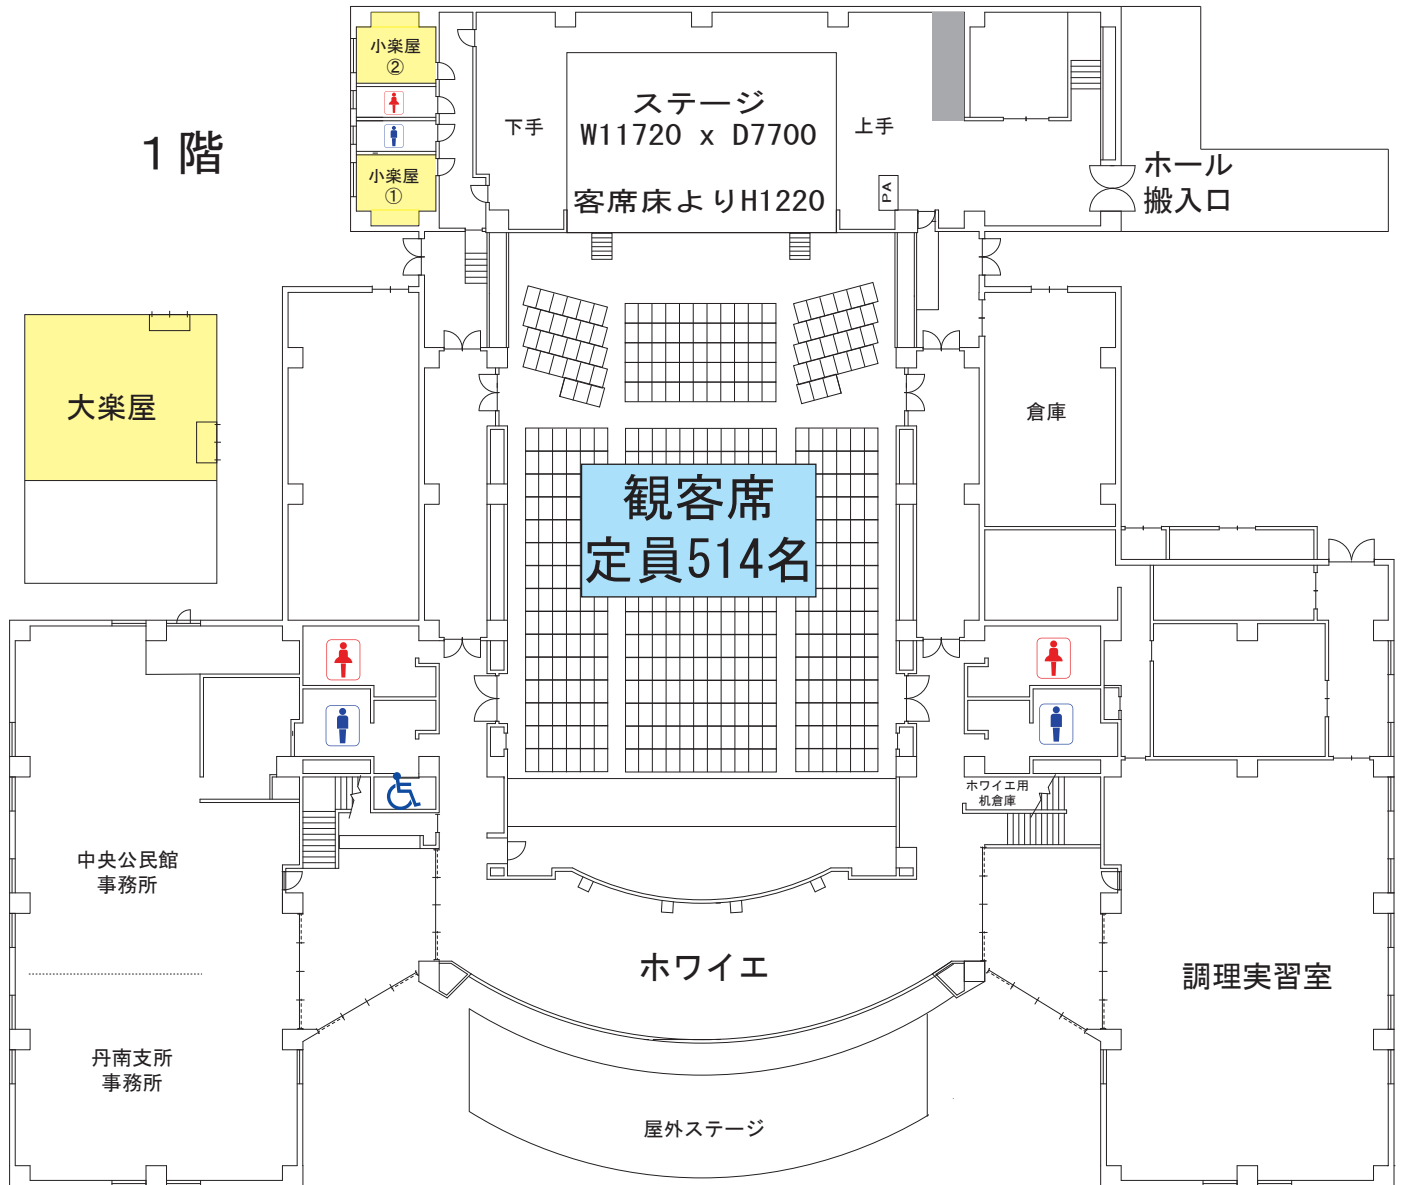 1階
小楽屋
②
小楽屋
①
下手
ステージ
W11720 x D7700
客席床よりH1220
上手
PA
ホール
搬入口
大楽屋
倉庫
観客席
定員514名
ホワイエ用
机倉庫
中央公民館
事務所
丹南支所
事務所
ホワイエ
調理実習室
屋外ステージ